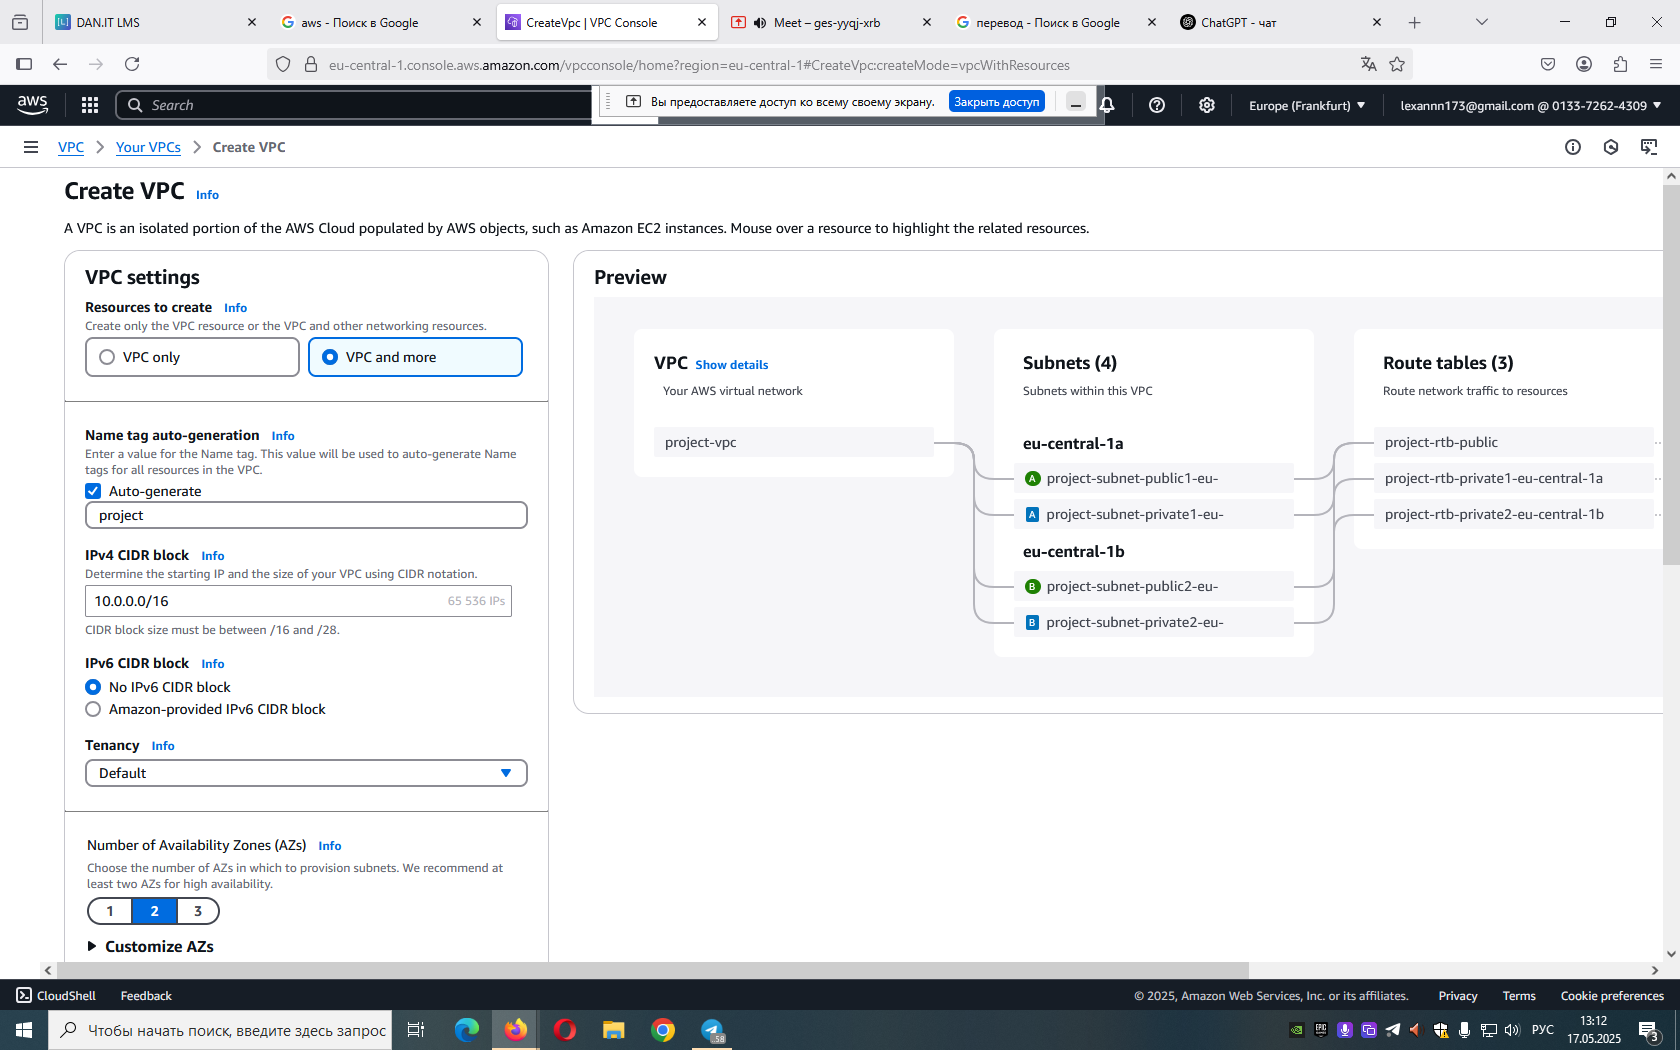 DAN.IT LMS
aws - Поиск в Google
CreateVpc | VPC Console
Meet – ges-yyqj-xrb
перевод - Поиск в Google
ChatGPT - чат
eu-central-1.console.aws.amazon.com/vpcconsole/home?region=eu-central-1#CreateVpc:createMode=vpcWithResources
aws
Search
Вы предоставляете доступ ко всему своему экрану.
Закрыть доступ
Europe (Frankfurt)
lexannn173@gmail.com @ 0133-7262-4309
VPC
Your VPCs
Create VPC
Create VPC Info
A VPC is an isolated portion of the AWS Cloud populated by AWS objects, such as Amazon EC2 instances. Mouse over a resource to highlight the related resources.
VPC settings
Resources to create Info
Create only the VPC resource or the VPC and other networking resources.
VPC only
VPC and more
Name tag auto-generation Info
Enter a value for the Name tag. This value will be used to auto-generate Name
tags for all resources in the VPC.
Auto-generate
project
IPv4 CIDR block Info
Determine the starting IP and the size of your VPC using CIDR notation.
10.0.0.0/16
65 536 IPs
CIDR block size must be between /16 and /28.
IPv6 CIDR block Info
No IPv6 CIDR block
Amazon-provided IPv6 CIDR block
Tenancy Info
Default
Number of Availability Zones (AZs) Info
Choose the number of AZs in which to provision subnets. We recommend at
least two AZs for high availability.
1 2 3
Customize AZs
Preview
VPC Show details
Your AWS virtual network
project-vpc
Subnets (4)
Subnets within this VPC
eu-central-1a
A project-subnet-public1-eu-
A project-subnet-private1-eu-
eu-central-1b
B project-subnet-public2-eu-
B project-subnet-private2-eu-
Route tables (3)
Route network traffic to resources
project-rtb-public
project-rtb-private1-eu-central-1a
project-rtb-private2-eu-central-1b
CloudShell
Feedback
© 2025, Amazon Web Services, Inc. or its affiliates.
Privacy
Terms
Cookie preferences
Чтобы начать поиск, введите здесь запрос
58
EPIC
РУС
13:12
17.05.2025
3